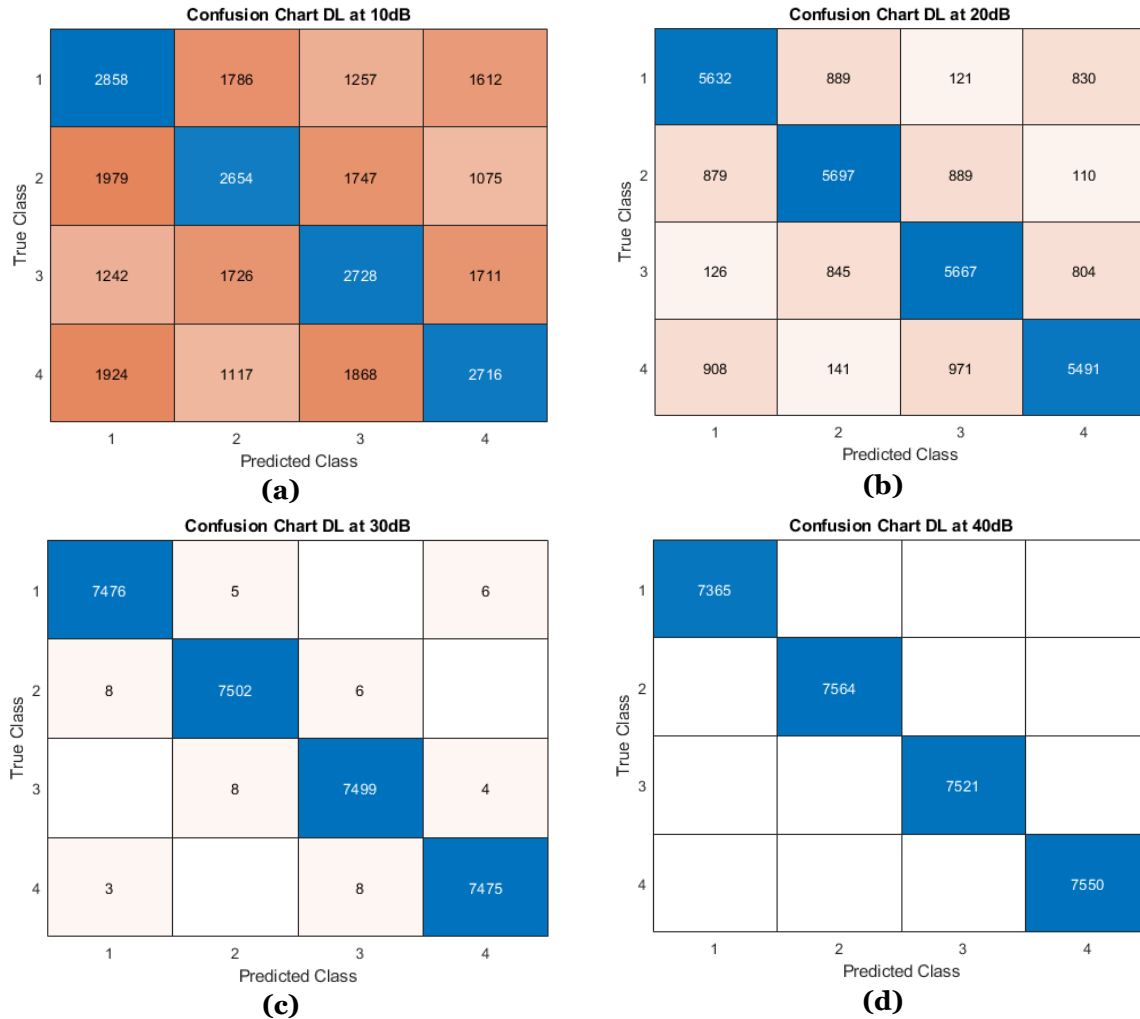 Confusion Chart DL at 10dB
1 2858 1786 1257 1612
2 1979 2654 1747 1075
3 1242 1726 2728 1711
4 1924 1117 1868 2716
True Class
1 2 3 4
Predicted Class
(a)
Confusion Chart DL at 20dB
1 5632 889 121 830
2 879 5697 889 110
3 126 845 5667 804
4 908 141 971 5491
True Class
1 2 3 4
Predicted Class
(b)
Confusion Chart DL at 30dB
1 7476 5 6
2 8 7502 6
3 8 7499 4
4 3 8 7475
True Class
1 2 3 4
Predicted Class
(c)
Confusion Chart DL at 40dB
1 7365
2 7564
3 7521
4 7550
True Class
1 2 3 4
Predicted Class
(d)